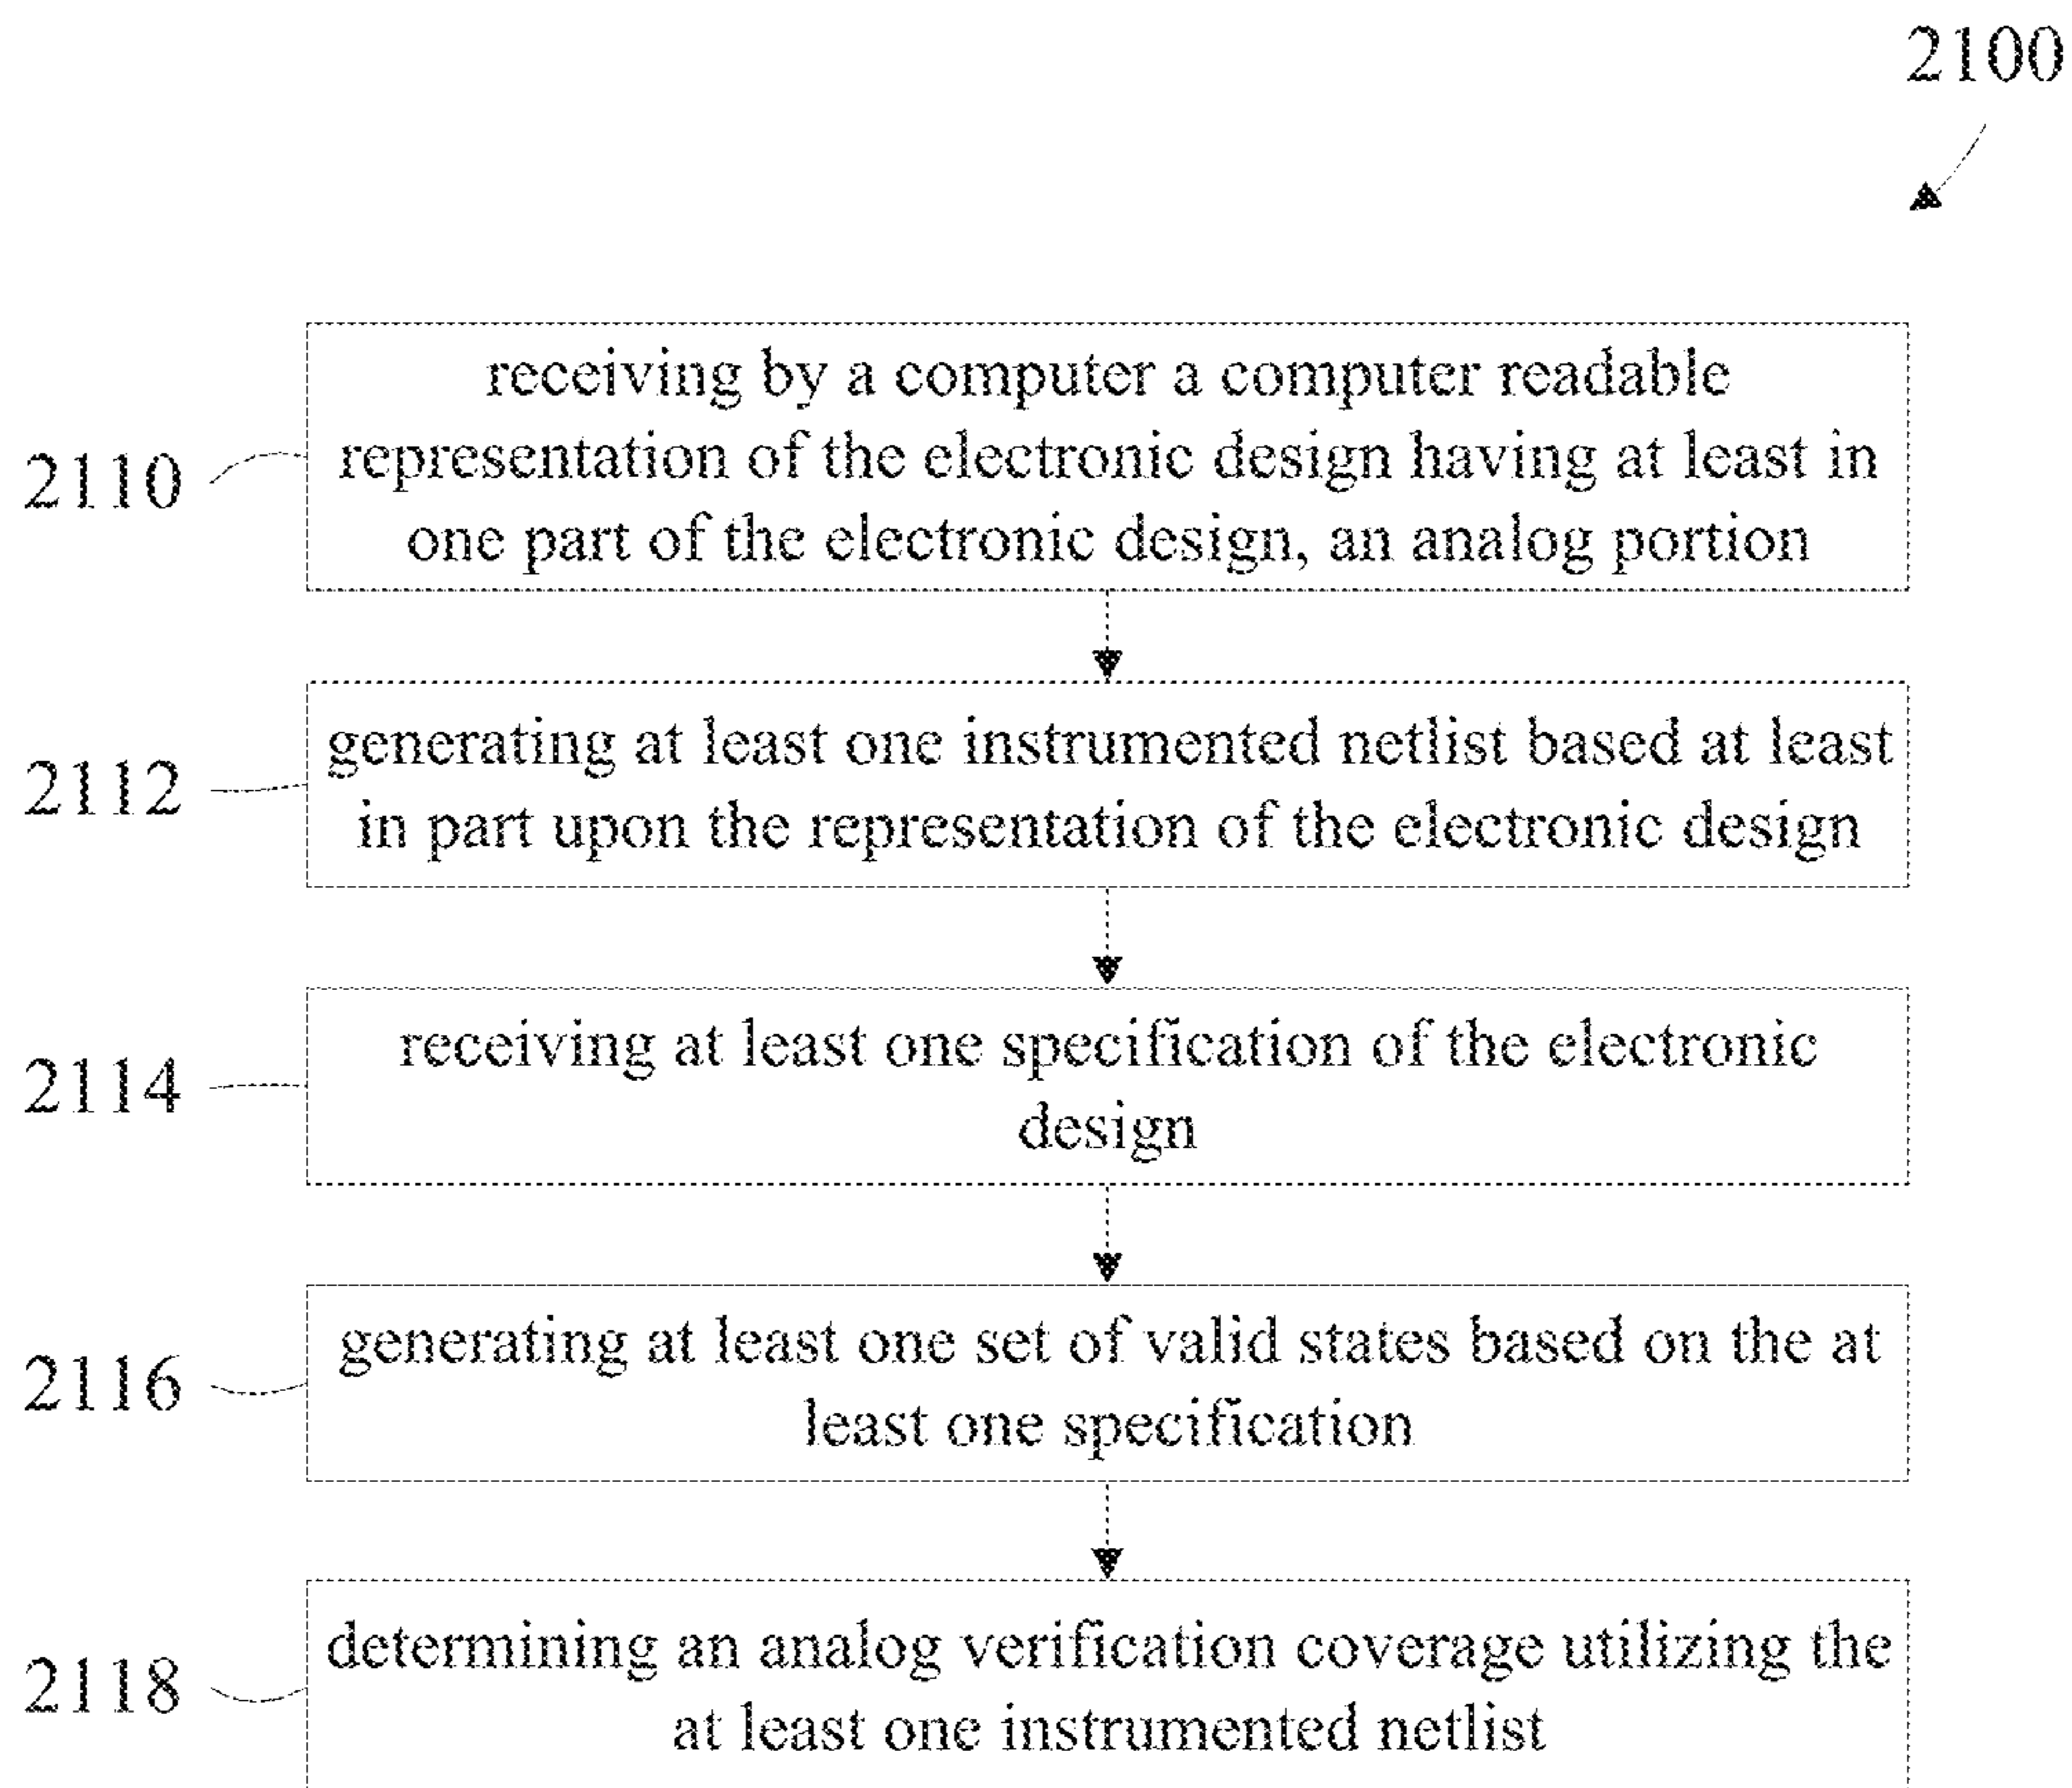 2100
receiving by a computer a computer readable
representation of the electronic design having at least in
one part of the electronic design, an analog portion
2110
generating at least one instrumented netlist based at least
in part upon the representation of the electronic design
2112
receiving at least one specification of the electronic
design
2114
generating at least one set of valid states based on the at
least one specification
2116
determining an analog verification coverage utilizing the
at least one instrumented netlist
2118